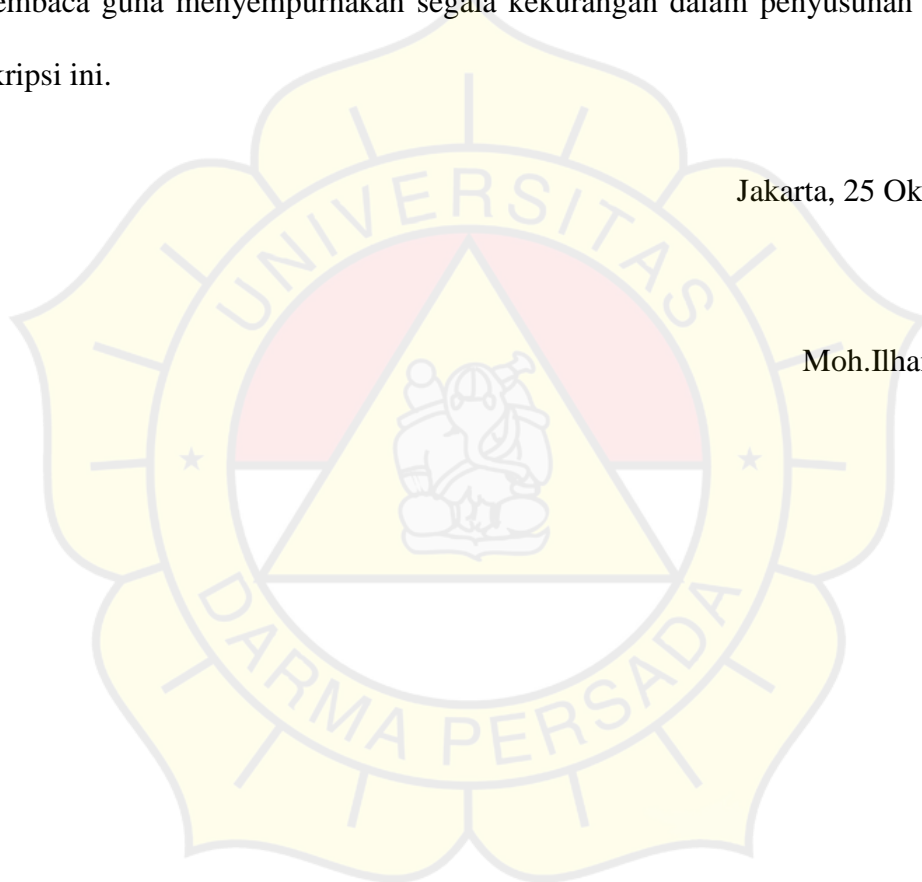 embaca guna menyempurnakan segala kekurangan dalam penyusunan
kripsi ini.
Jakarta, 25 Ok
Moh.Ilha
UNIVERSITAS
DARMA PERSADA